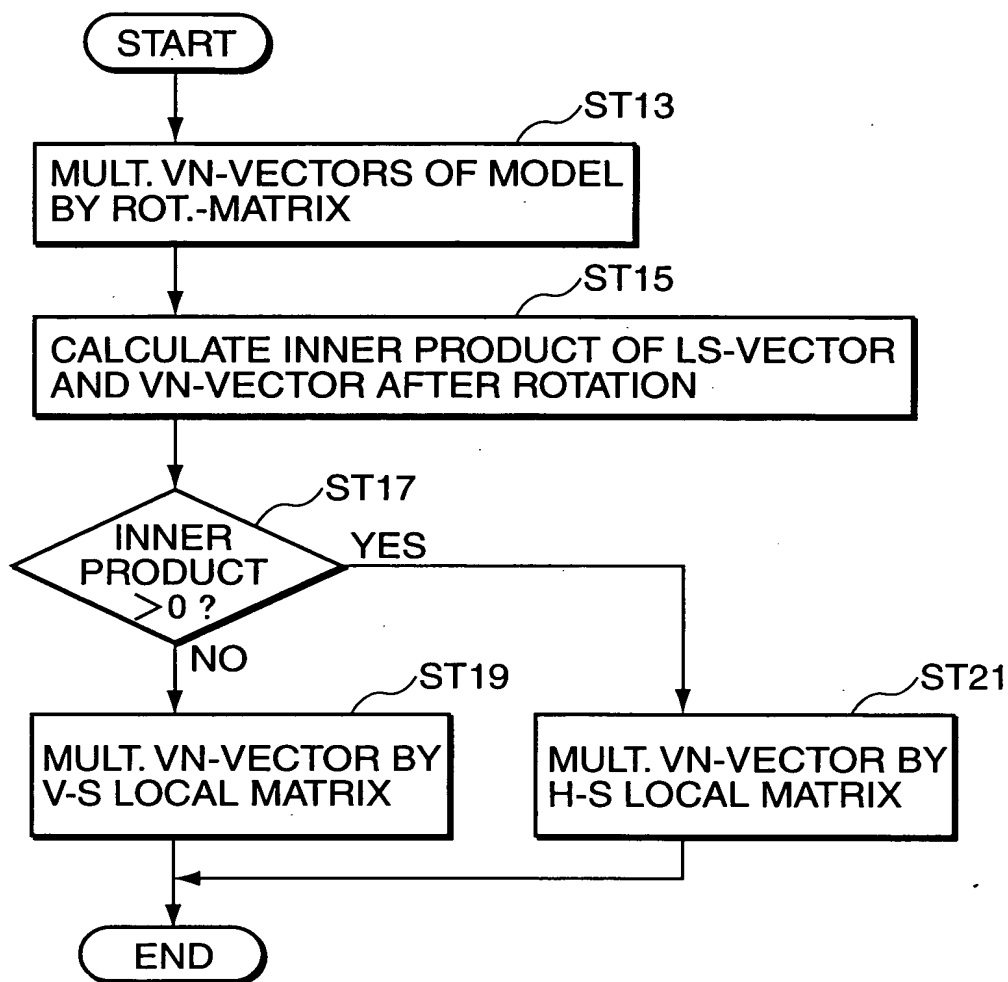 START
ST13
MULT. VN-VECTORS OF MODEL
BY ROT.-MATRIX
ST15
CALCULATE INNER PRODUCT OF LS-VECTOR
AND VN-VECTOR AFTER ROTATION
ST17
INNER
PRODUCT
>0 ?
YES
NO
ST19
MULT. VN-VECTOR BY
V-S LOCAL MATRIX
ST21
MULT. VN-VECTOR BY
H-S LOCAL MATRIX
END